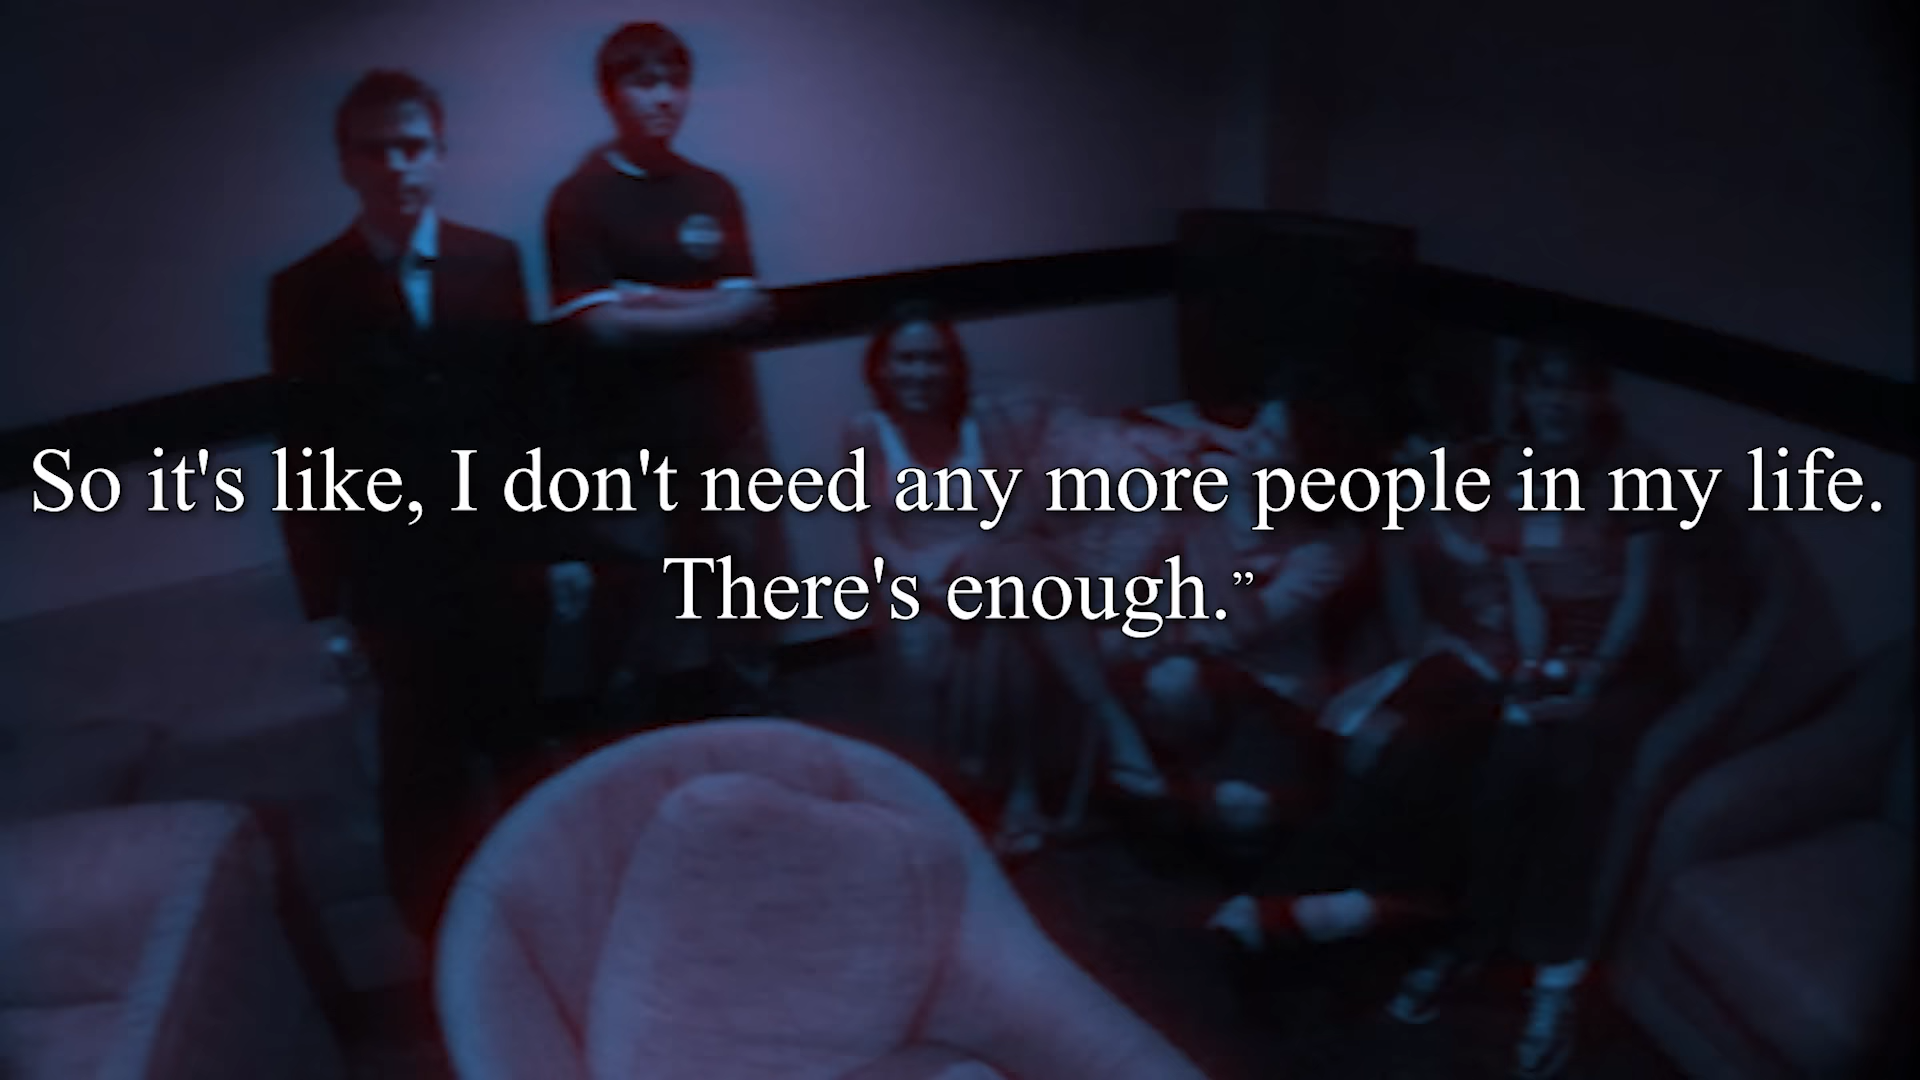 So it's like, I don't need any more people in my life.
There's enough.”